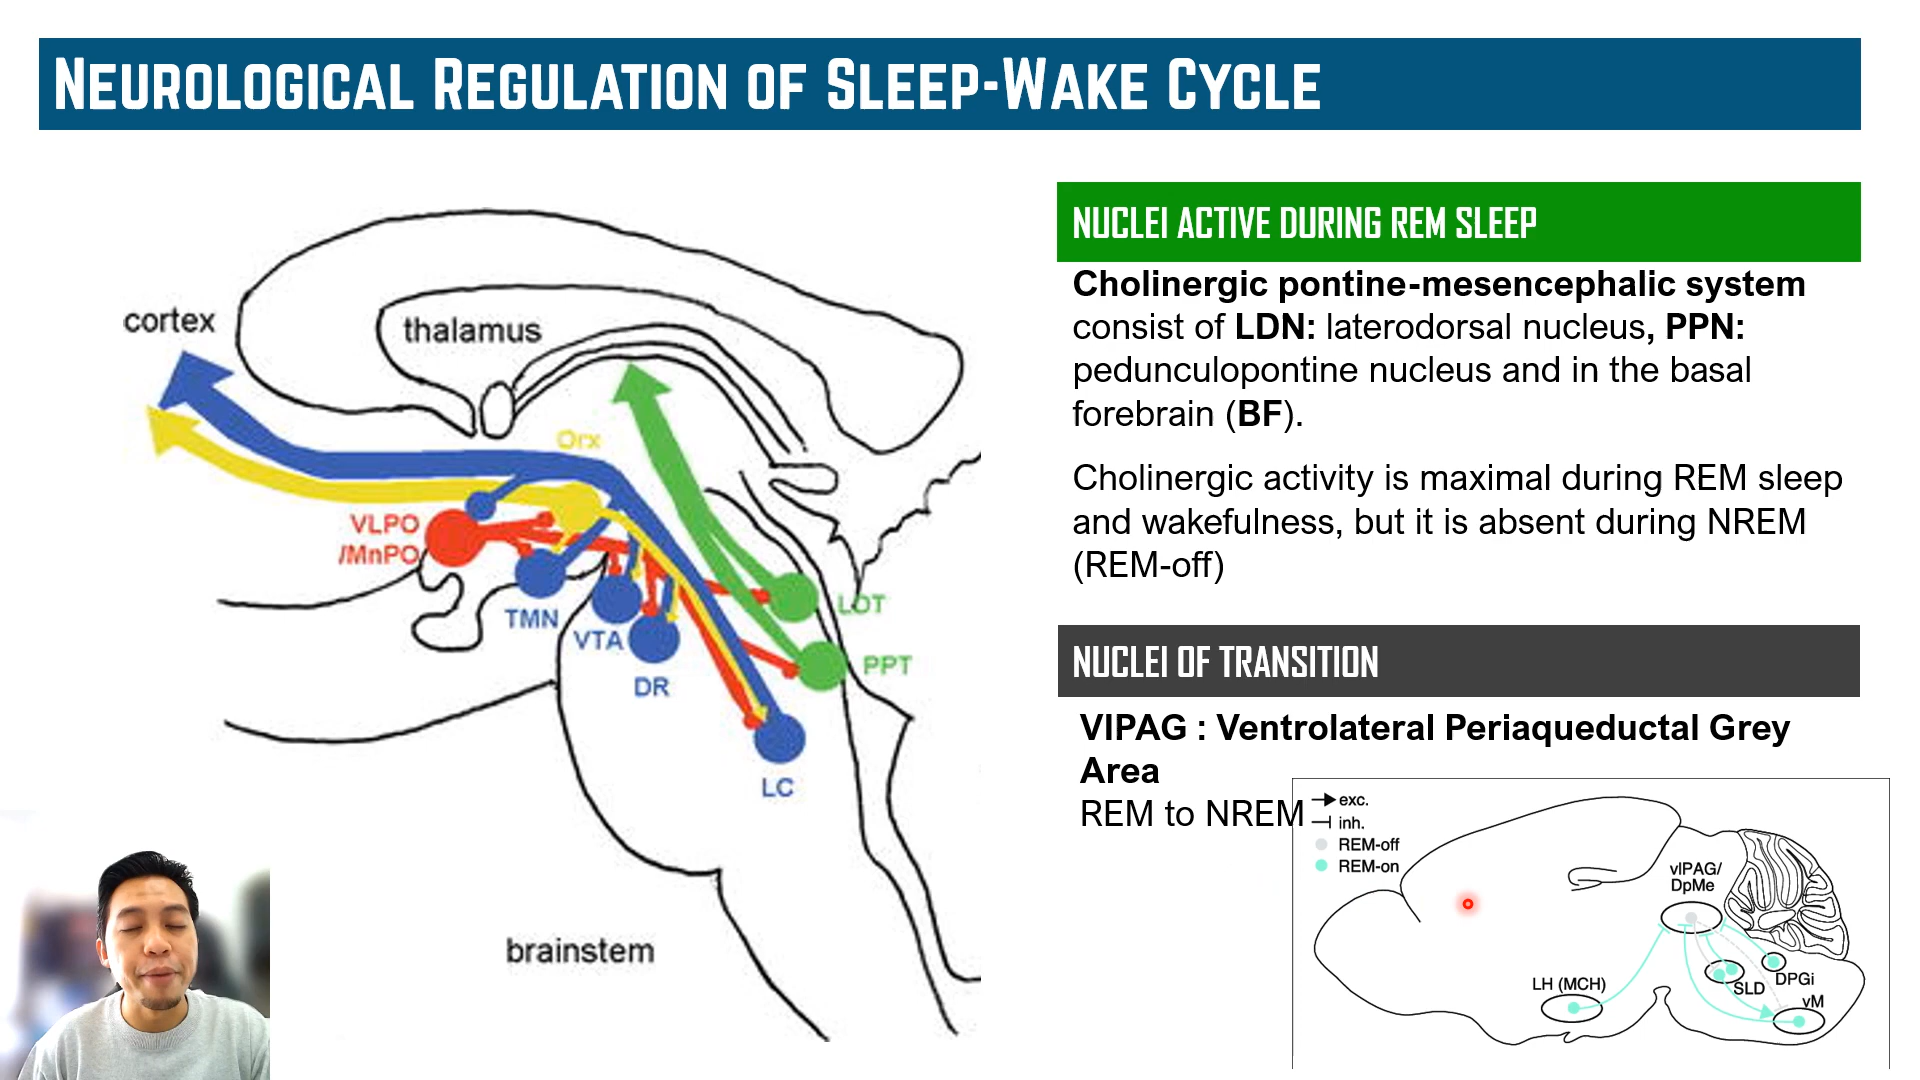 NEUROLOGICAL REGULATION OF SLEEP-WAKE CYCLE
cortex
thalamus
Orx
VLPO
/MnPO
TMN
VTA
DR
LDT
PPT
LC
brainstem
NUCLEI ACTIVE DURING REM SLEEP
Cholinergic pontine-mesencephalic system
consist of LDN: laterodorsal nucleus, PPN:
pedunculopontine nucleus and in the basal
forebrain (BF).
Cholinergic activity is maximal during REM sleep
and wakefulness, but it is absent during NREM
(REM-off)
NUCLEI OF TRANSITION
VIPAG : Ventrolateral Periaqueductal Grey
Area
REM to NREM
exc.
inh.
REM-off
REM-on
vlPAG/
DpMe
LH (MCH)
SLD
DPGi
vM